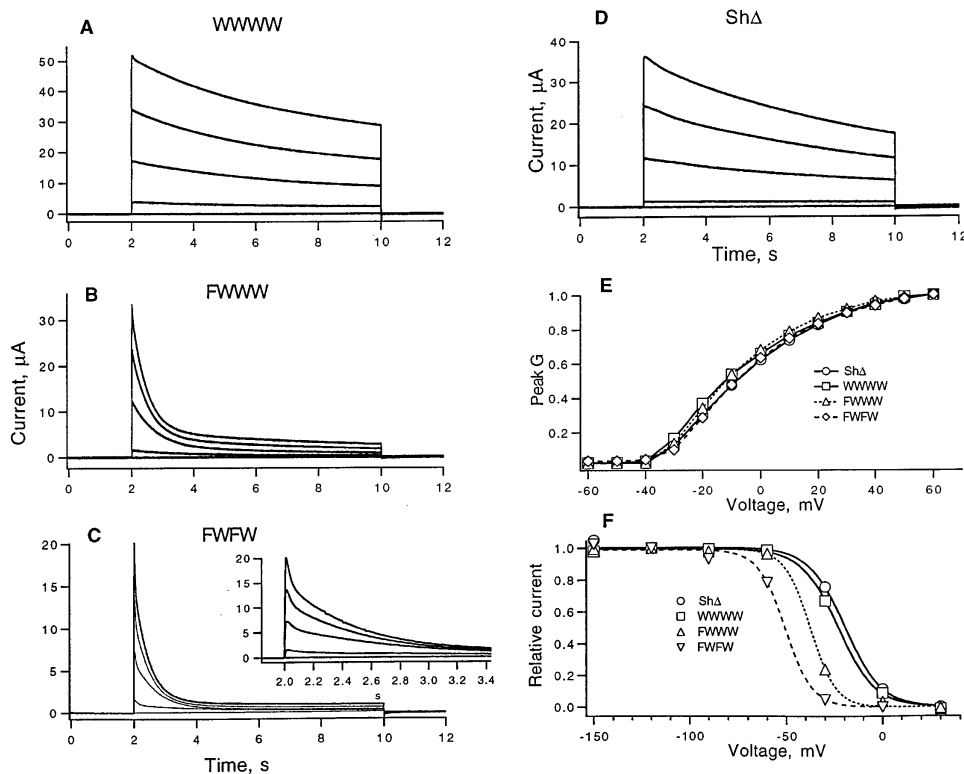 A
WWWW
Current, µA
50
40
30
20
10
0
0 2 4 6 8 10 12
B
FWWW
30
20
10
0
0 2 4 6 8 10 12
C
FWFW
20
15
10
5
0
0 2 4 6 8 10 12
Time, s
20
15
10
5
0
2.0 2.2 2.4 2.6 2.8 3.0 3.2 3.4
s
D
ShΔ
Current, µA
40
30
20
10
0
0 2 4 6 8 10 12
Time, s
E
Peak G
1.0
0.8
0.6
0.4
0.2
-60 -40 -20 0 20 40 60
Voltage, mV
ShΔ
WWWW
FWWW
FWFW
F
Relative current
1.0
0.8
0.6
0.4
0.2
0.0
-150 -100 -50 0
Voltage, mV
ShΔ
WWWW
FWWW
FWFW